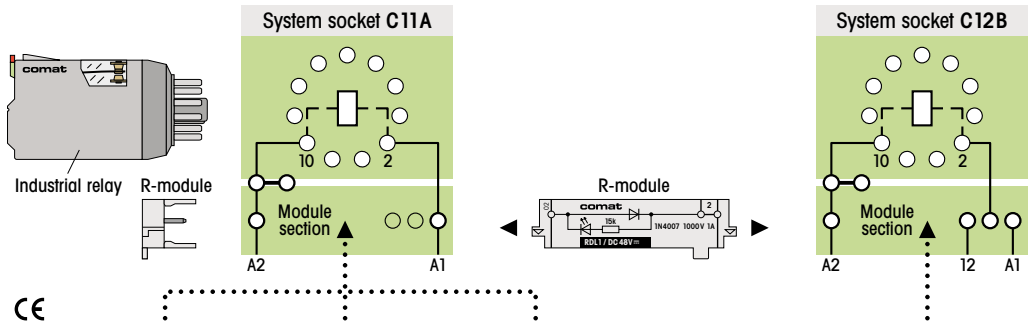 System socket C11A
System socket C12B
comat
10 2
10 2
Industrial relay
R-module
Module
section
A2 A1
R-module
comat
02
2
15k
1N4007 1000V 1A
RDL1 / DC 48V
Module
section
A2 12 A1
CE